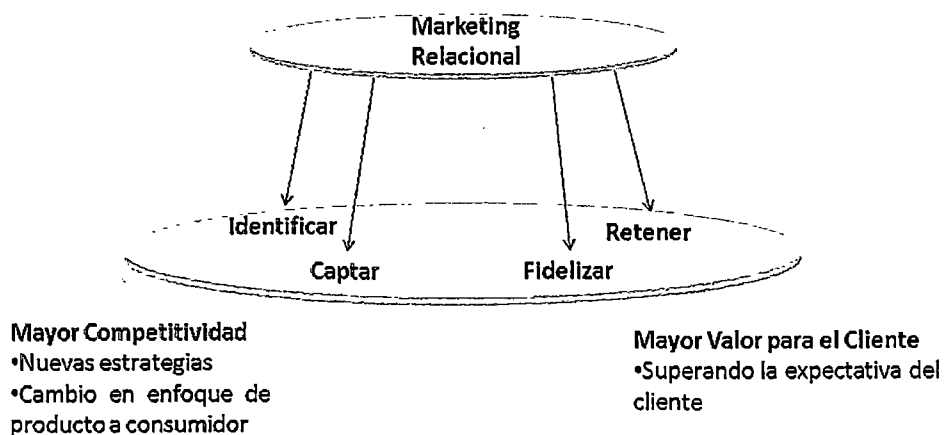 Marketing
Relacional
Identificar
Retener
Captar
Fidelizar
Mayor Competitividad
•Nuevas estrategias
•Cambio en enfoque de
producto a consumidor
Mayor Valor para el Cliente
•Superando la expectativa del
cliente